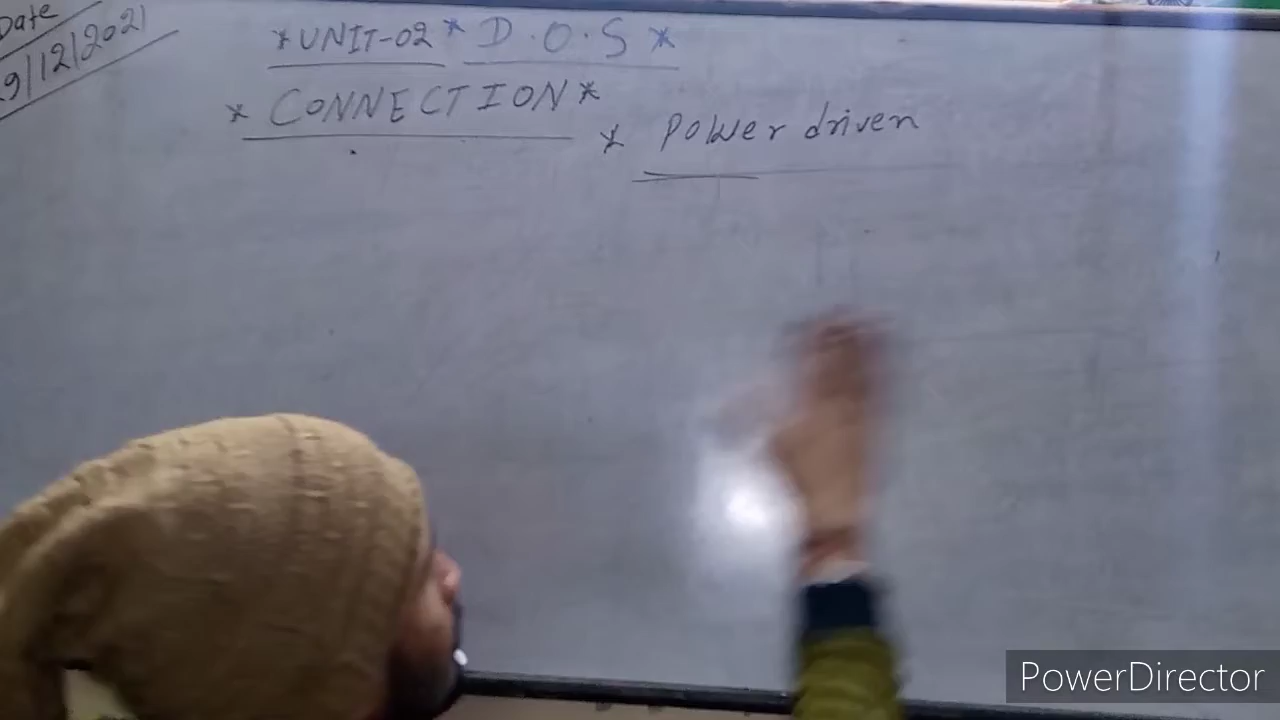 Date
9/12/2021
*UNIT-02* D.O.S *
* CONNECTION *
* Power driven
PowerDirector